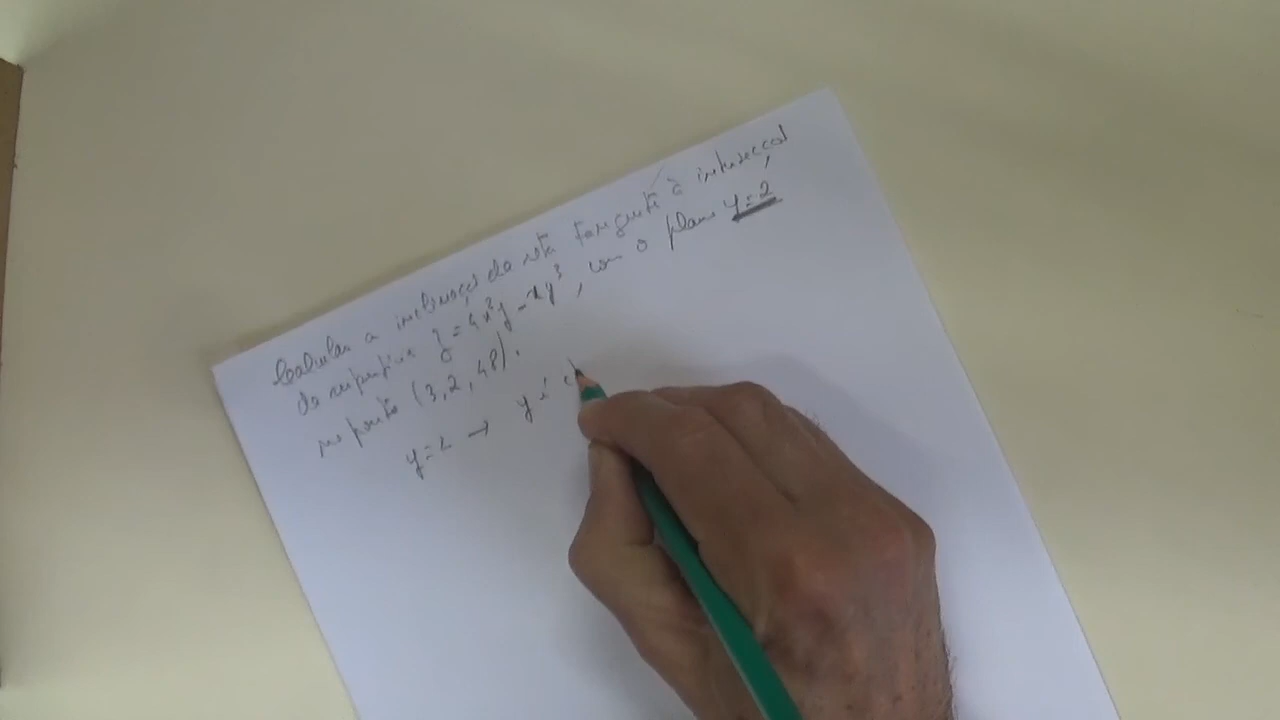 Calcular a inclinação da reta tangente à intersecção,
da superfície z = 4x²y - xy³, com o plano y = 2
no ponto (3, 2, 48).
y = 2 → y é